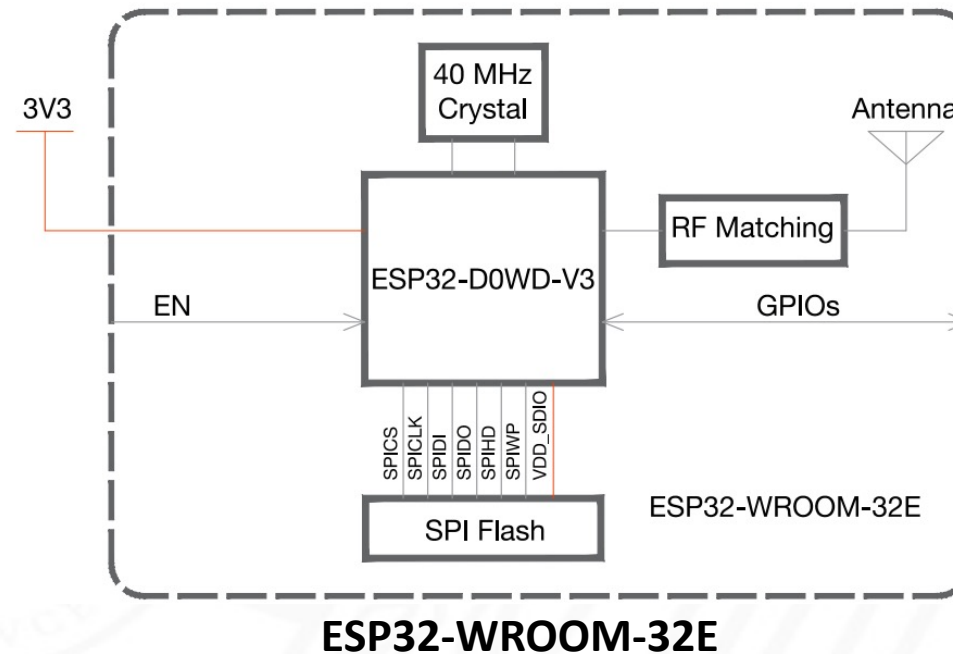 40 MHz
Crystal
3V3
Antenna
RF Matching
ESP32-D0WD-V3
EN
GPIOs
SPICS
SPICLK
SPIDI
SPIDO
SPIHD
SPIWP
VDD_SDIO
ESP32-WROOM-32E
SPI Flash
ESP32-WROOM-32E